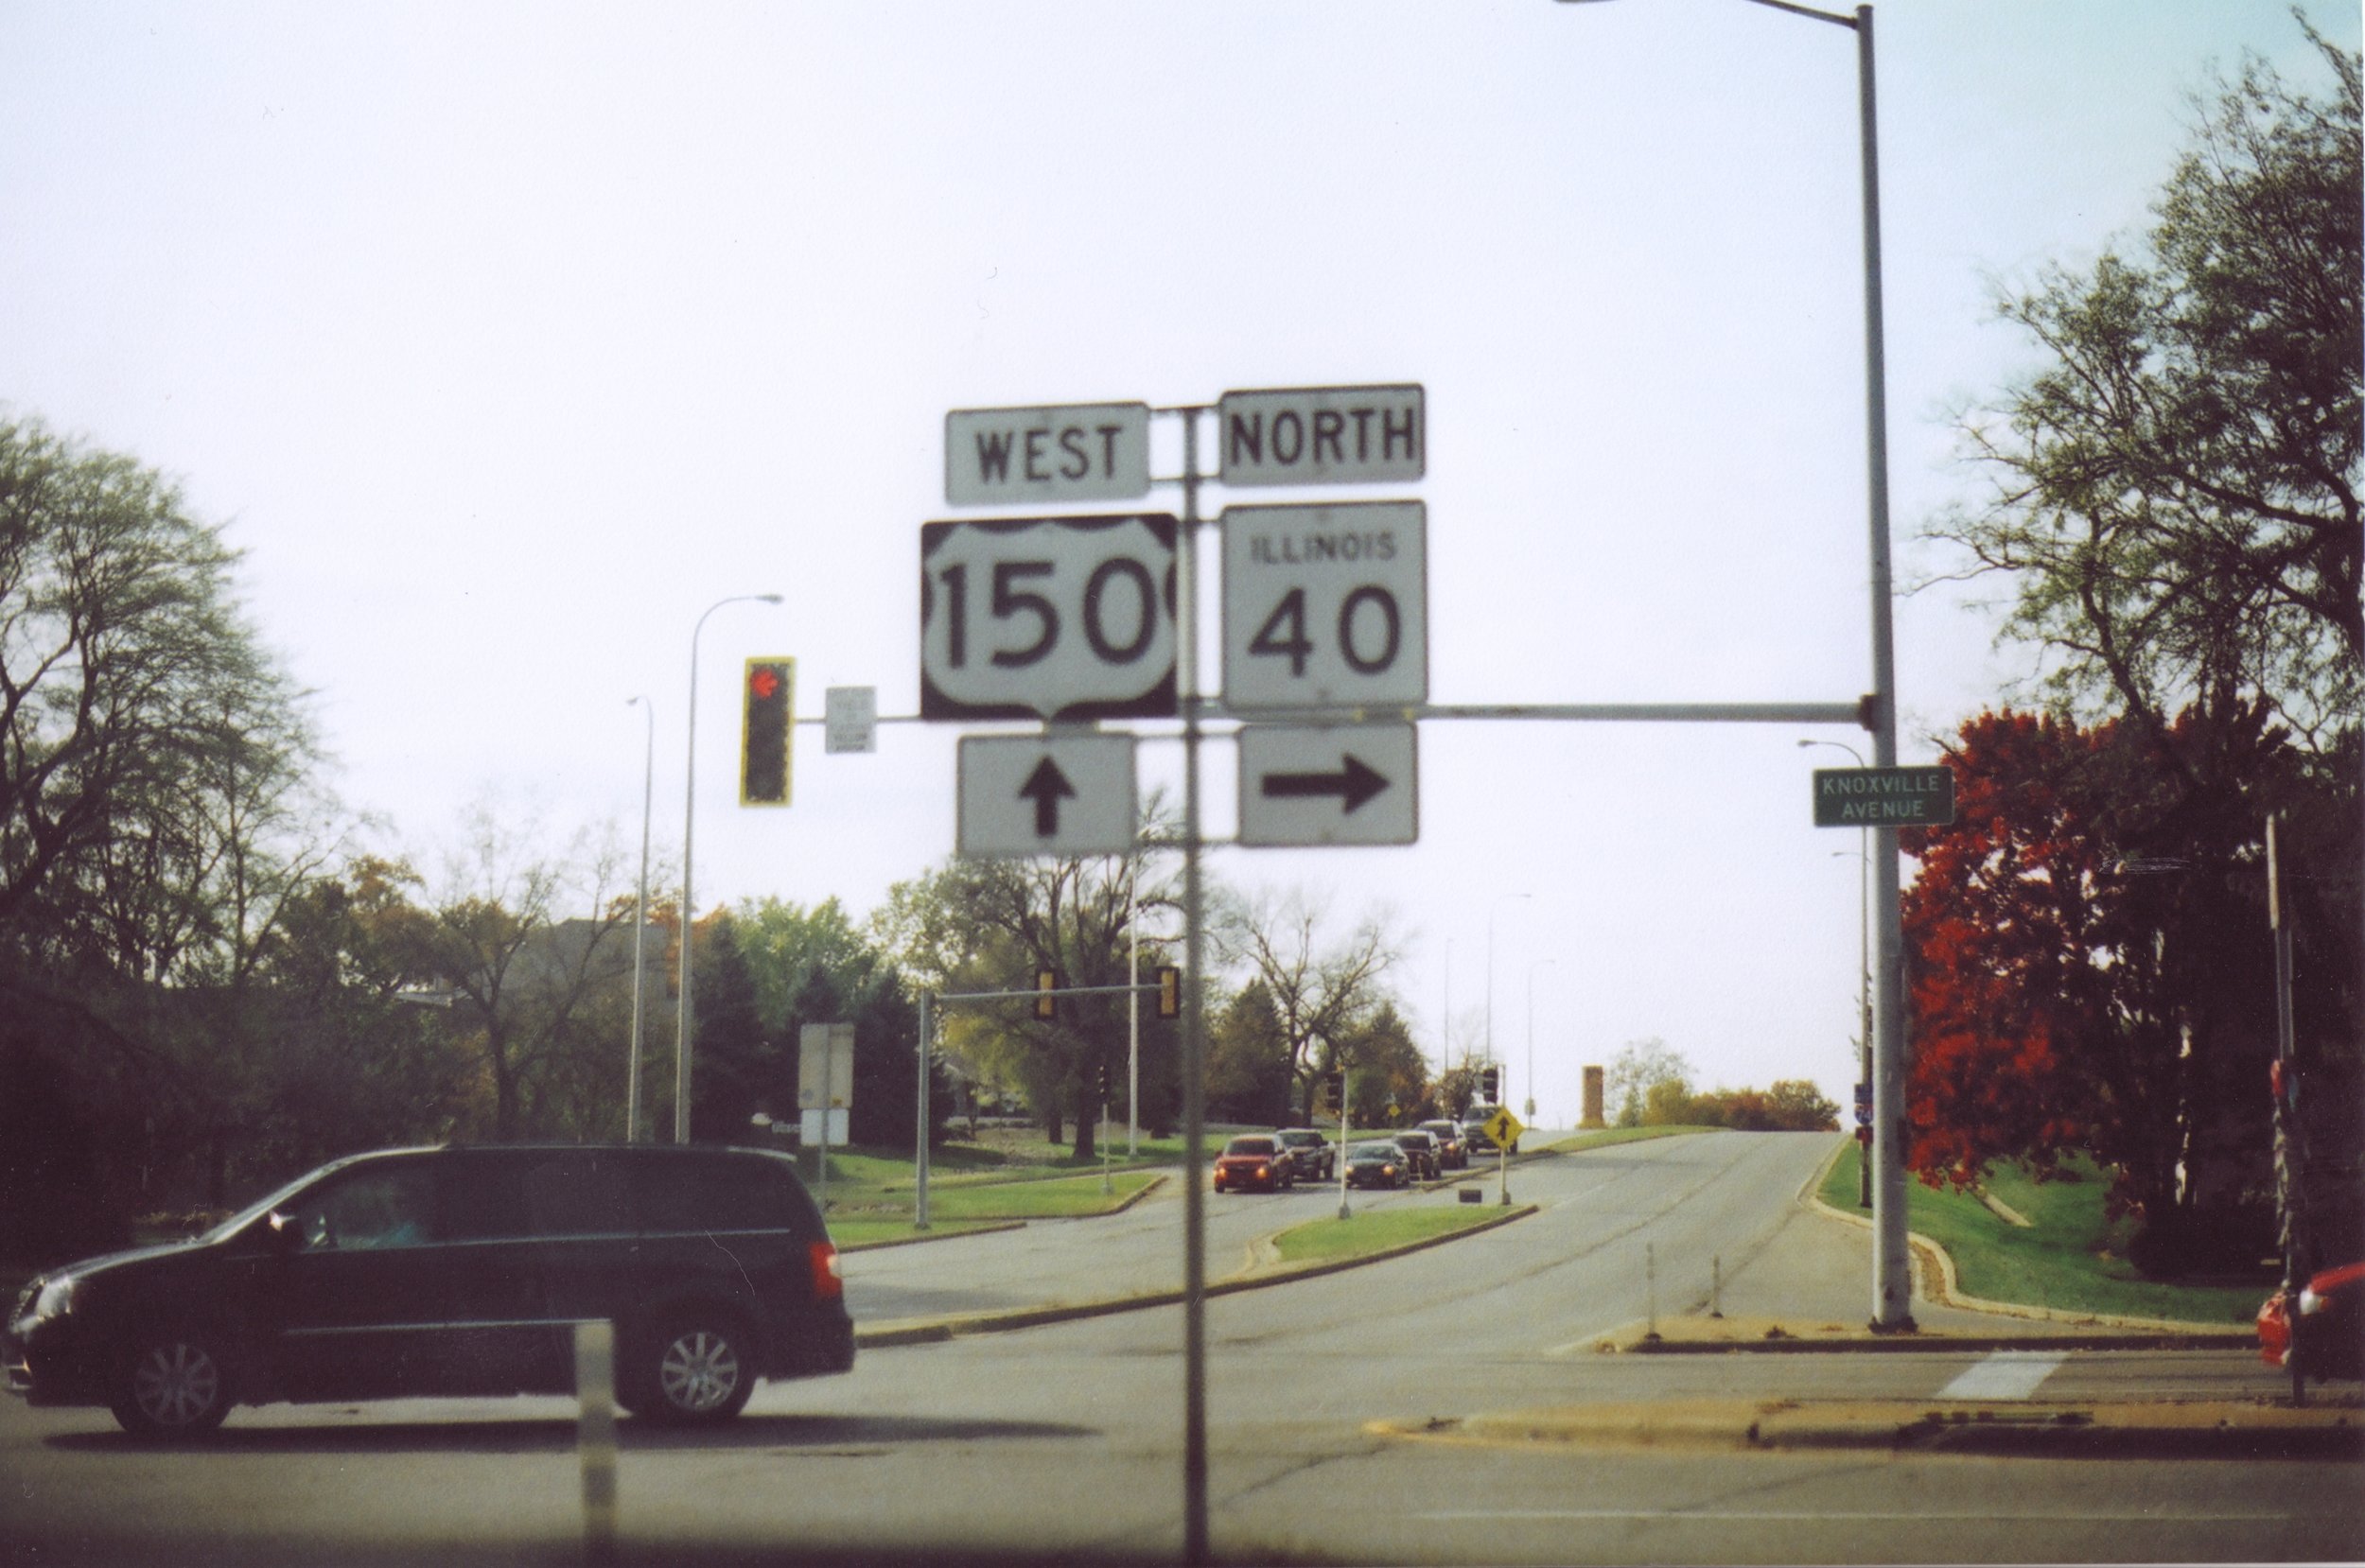 WEST
150
NORTH
ILLINOIS
40
KNOXVILLE
AVENUE